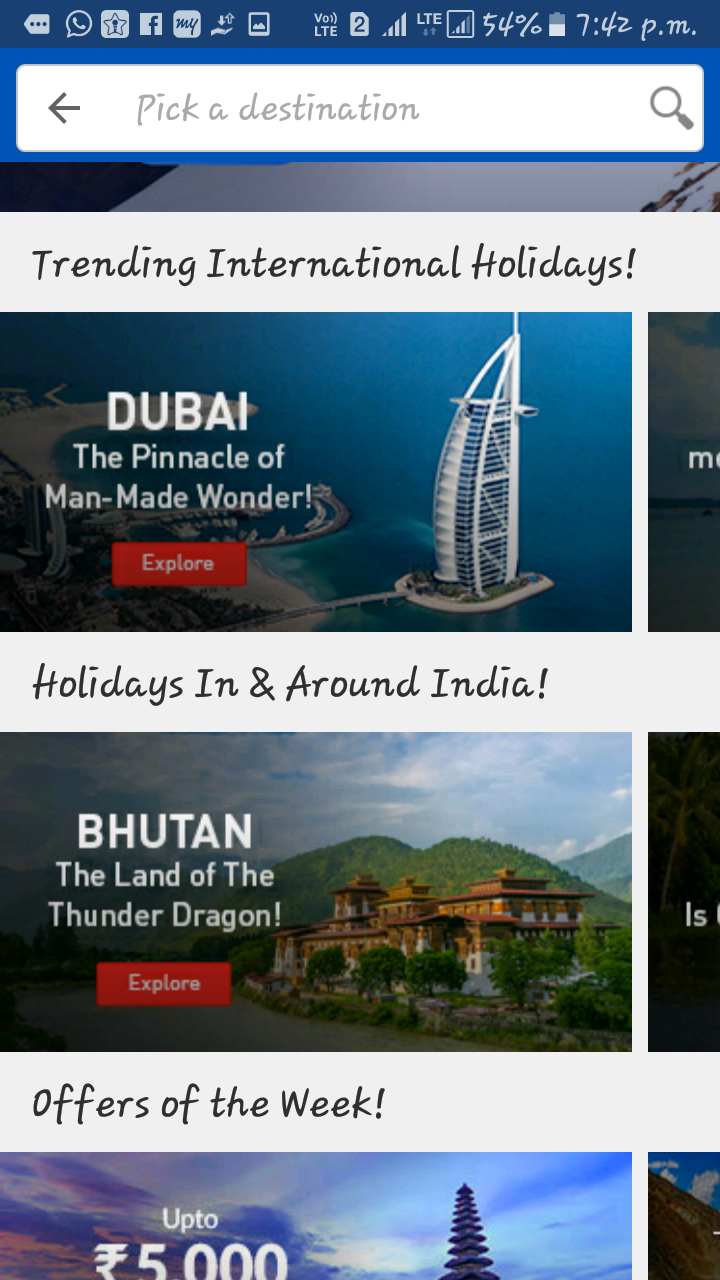 my Vo)) LTE 2 LTE 54% 7:42 p.m.
Pick a destination
Trending International Holidays!
DUBAI
The Pinnacle of
Man-Made Wonder!
Explore
Holidays In & Around India!
BHUTAN
The Land of The
Thunder Dragon!
Explore
Is
Offers of the Week!
Upto
₹5,000